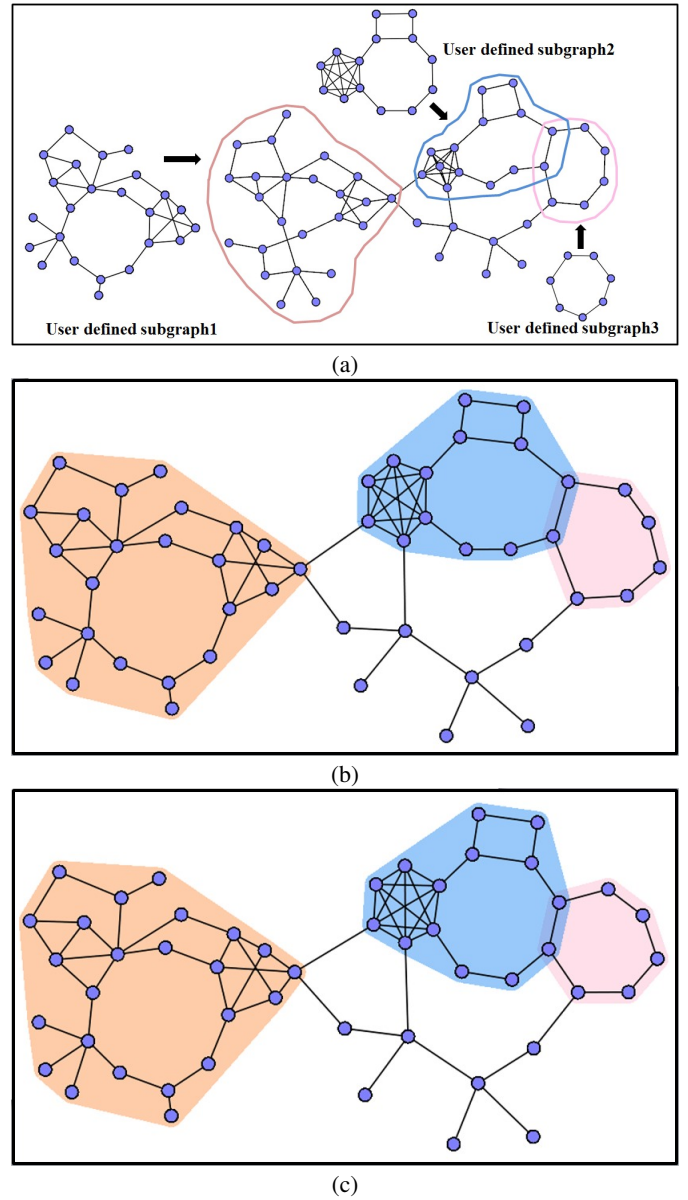 User defined subgraph2
User defined subgraph1
User defined subgraph3
(a)
(b)
(c)